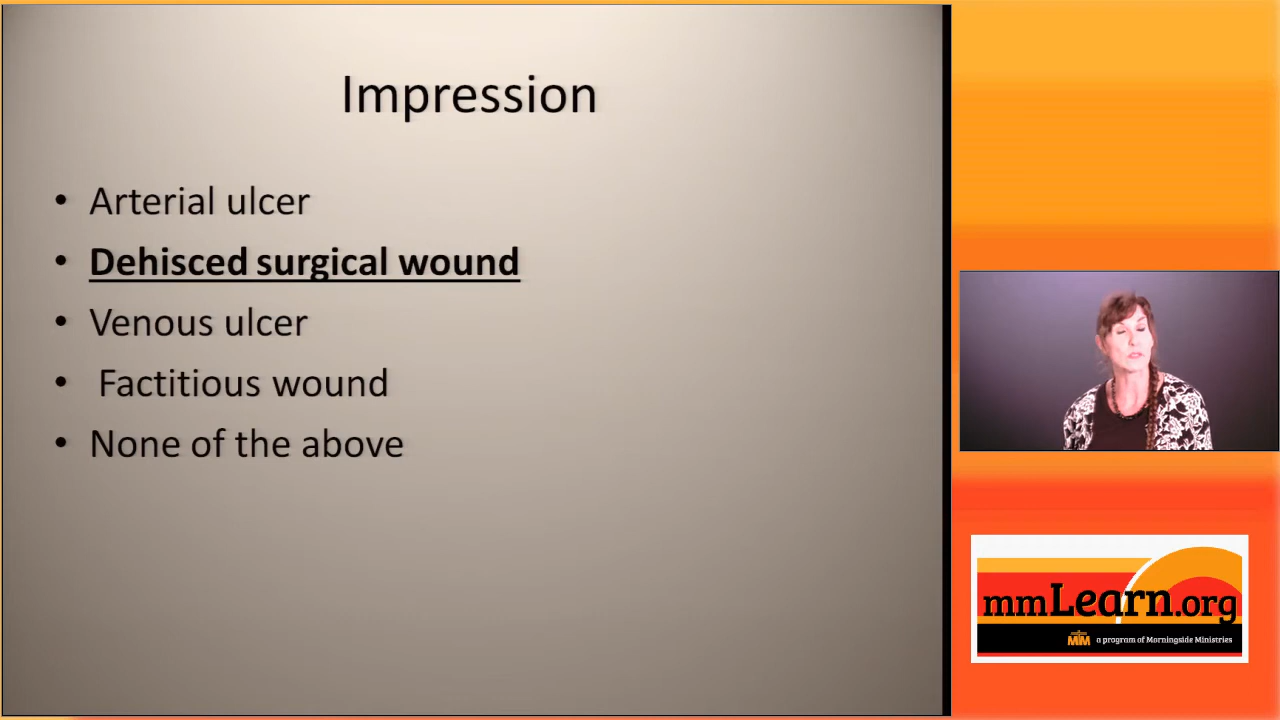 Impression
• Arterial ulcer
• Dehisced surgical wound
• Venous ulcer
• Factitious wound
• None of the above
mmLearn.org
MM a program of Morningside Ministries